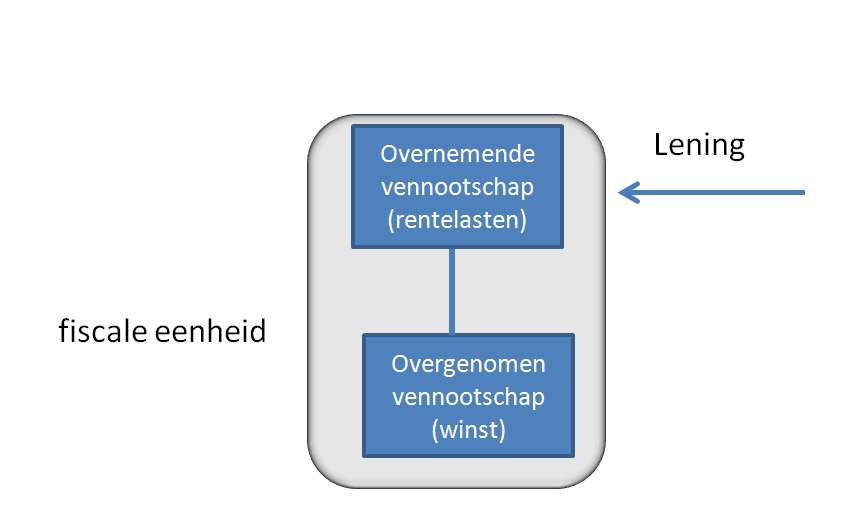 Overnemende
vennootschap
(rentelasten)
Lening
fiscale eenheid
Overgenomen
vennootschap
(winst)